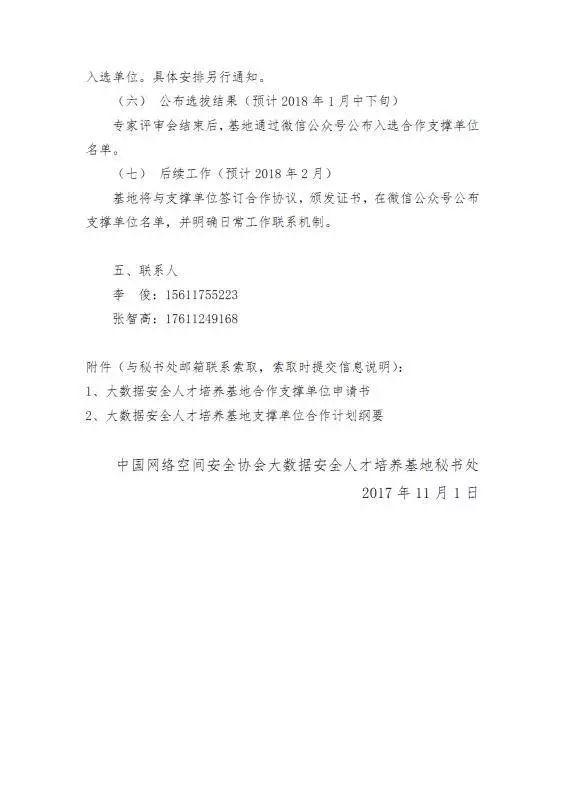 入选单位。具体安排另行通知。
（六） 公布选拔结果（预计 2018 年 1 月中下旬）
专家评审会结束后，基地通过微信公众号公布入选合作支撑单位
名单。
（七） 后续工作（预计 2018 年 2 月）
基地将与支撑单位签订合作协议，颁发证书，在微信公众号公布
支撑单位名单，并明确日常工作联系机制。
五、联系人
李　俊：15611755223
张智高：17611249168
附件（与秘书处邮箱联系索取，索取时提交信息说明）：
1、大数据安全人才培养基地合作支撑单位申请书
2、大数据安全人才培养基地支撑单位合作计划纲要
中国网络空间安全协会大数据安全人才培养基地秘书处
2017 年 11 月 1 日